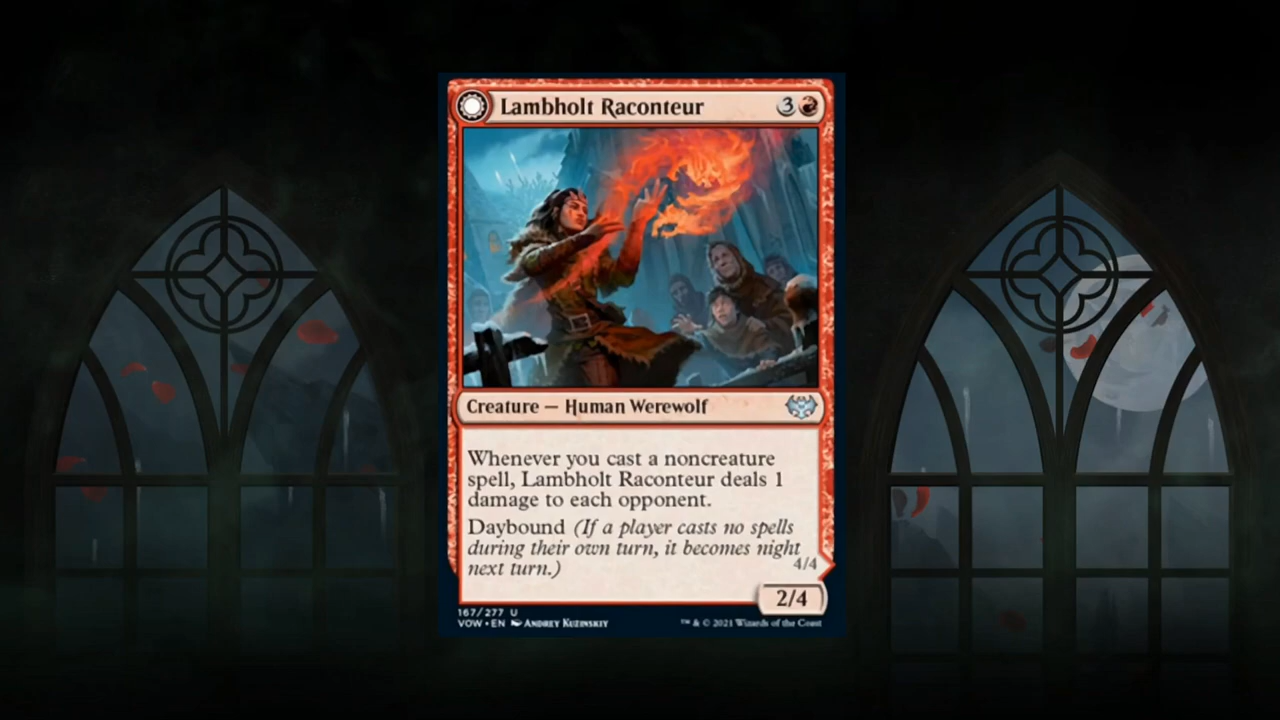 Lambholt Raconteur 3
Creature — Human Werewolf
Whenever you cast a noncreature
spell, Lambholt Raconteur deals 1
damage to each opponent.
Daybound (If a player casts no spells
during their own turn, it becomes night
next turn.)
4/4
2/4
167/277 U
VOW • EN Andrey Kuzinskiy
™ & © 2021 Wizards of the Coast